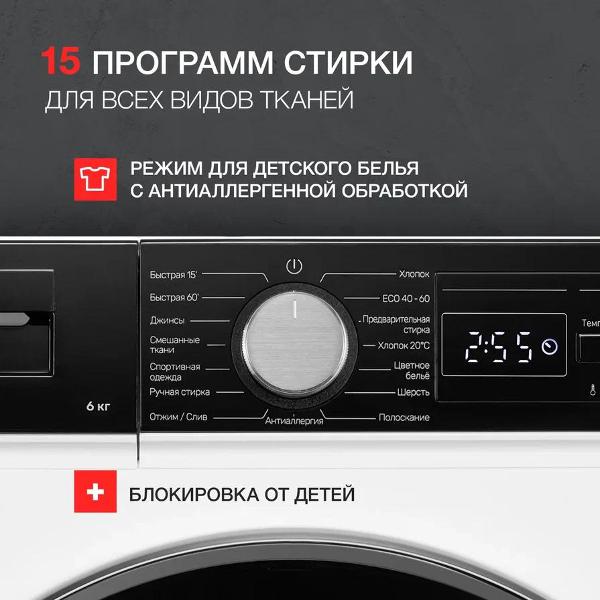 15 ПРОГРАММ СТИРКИ
ДЛЯ ВСЕХ ВИДОВ ТКАНЕЙ
РЕЖИМ ДЛЯ ДЕТСКОГО БЕЛЬЯ
С АНТИАЛЛЕРГЕННОЙ ОБРАБОТКОЙ
Быстрая 15'
Быстрая 60'
Джинсы
Смешанные
ткани
Спортивная
одежда
Ручная стирка
Отжим / Слив
Антиаллергия
Хлопок
ECO 40 - 60
Предварительная
стирка
Хлопок 20°C
Цветное
бельё
Шерсть
Полоскание
2:55
6 кг
БЛОКИРОВКА ОТ ДЕТЕЙ